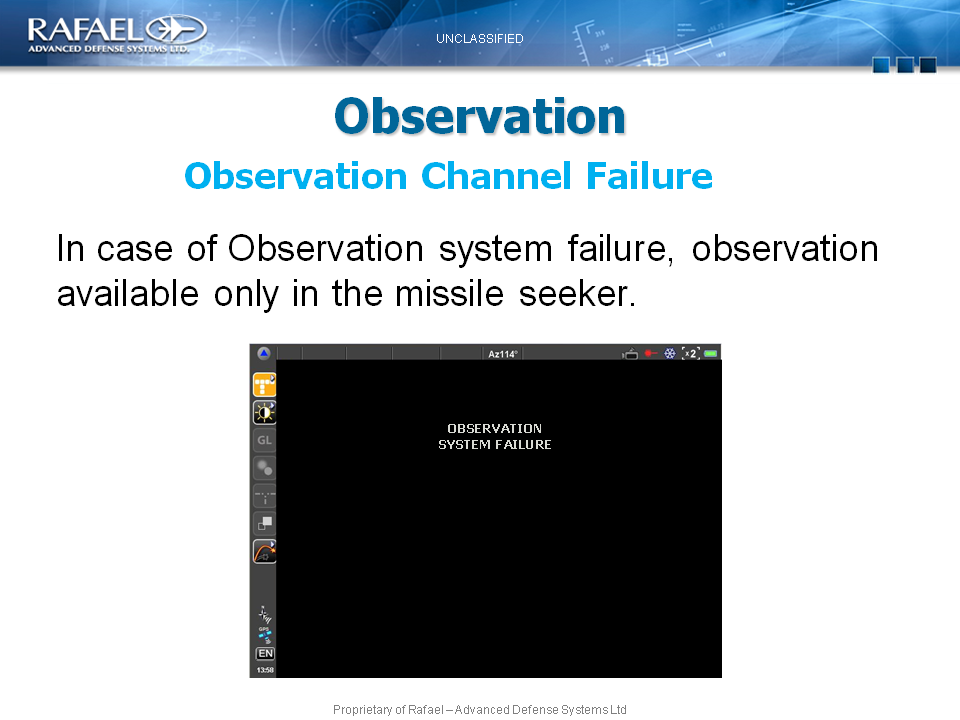 RAFAEL
ADVANCED DEFENSE SYSTEMS LTD.
UNCLASSIFIED
Observation
Observation Channel Failure
In case of Observation system failure, observation
available only in the missile seeker.
Az114°
x2
OBSERVATION
SYSTEM FAILURE
GL
GPS
EN
13:58
Proprietary of Rafael – Advanced Defense Systems Ltd